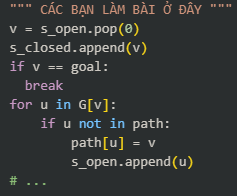 """ CÁC BẠN LÀM BÀI Ở ĐÂY """
v = s_open.pop(0)
s_closed.append(v)
if v == goal:
  break
for u in G[v]:
    if u not in path:
        path[u] = v
        s_open.append(u)
# ...